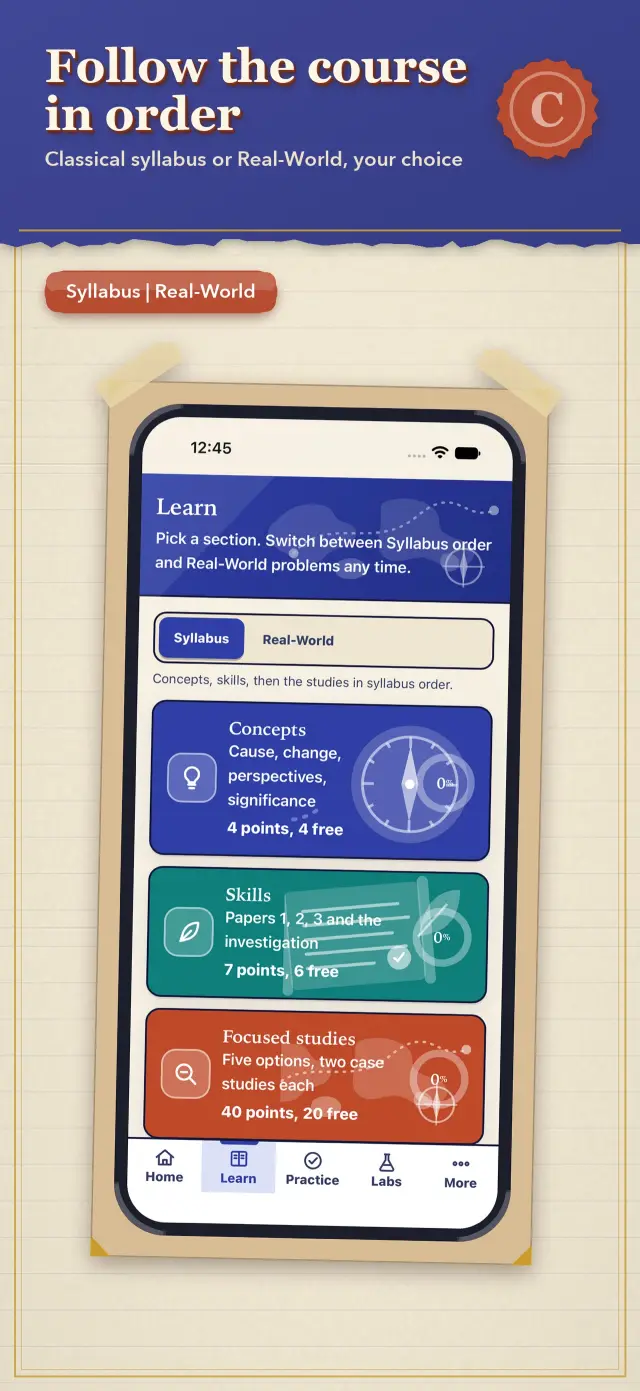 Follow the course
in order
C
Classical syllabus or Real-World, your choice
Syllabus | Real-World
12:45
Learn
Pick a section. Switch between Syllabus order
and Real-World problems any time.
Syllabus
Real-World
Concepts, skills, then the studies in syllabus order.
Concepts
Cause, change,
perspectives,
significance
4 points, 4 free
0%
Skills
Papers 1, 2, 3 and the
investigation
7 points, 6 free
0%
Focused studies
Five options, two case
studies each
40 points, 20 free
0%
Home
Learn
Practice
Labs
More